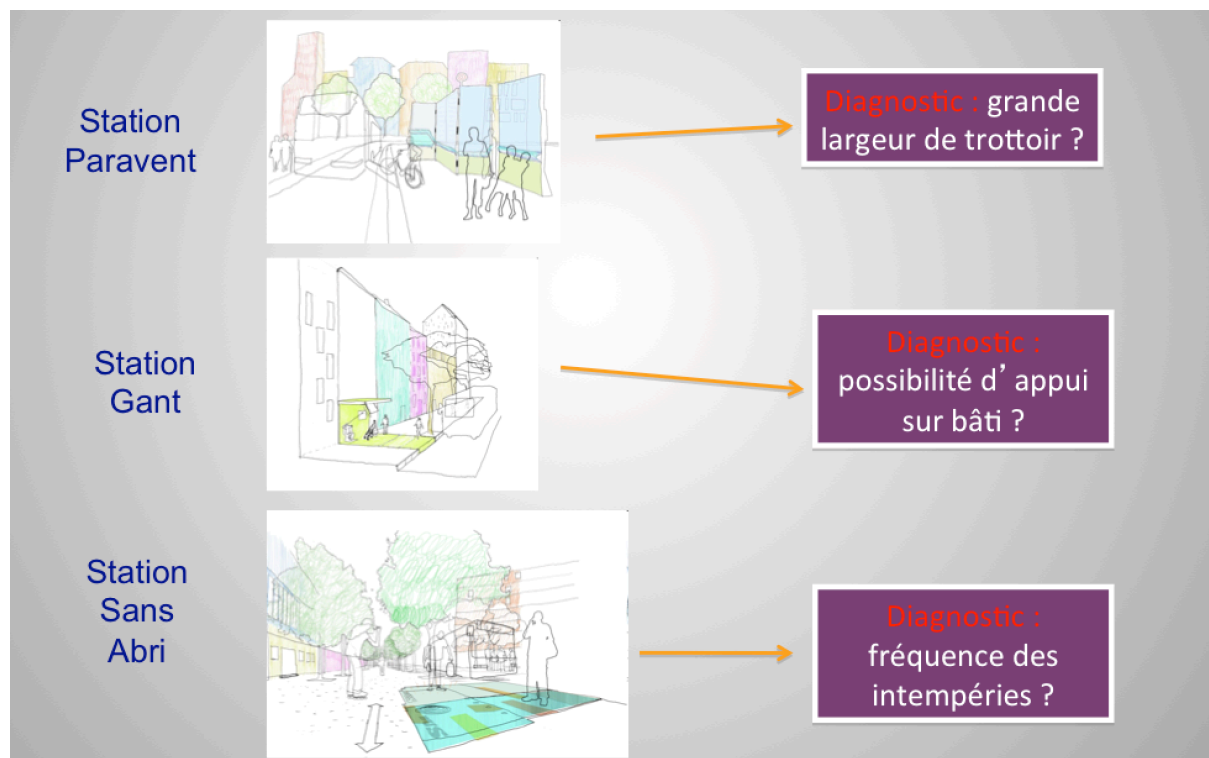 Station
Paravent
Diagnostic : grande
largeur de trottoir ?
Station
Gant
Diagnostic :
possibilité d’ appui
sur bâti ?
Station
Sans
Abri
Diagnostic :
fréquence des
intempéries ?